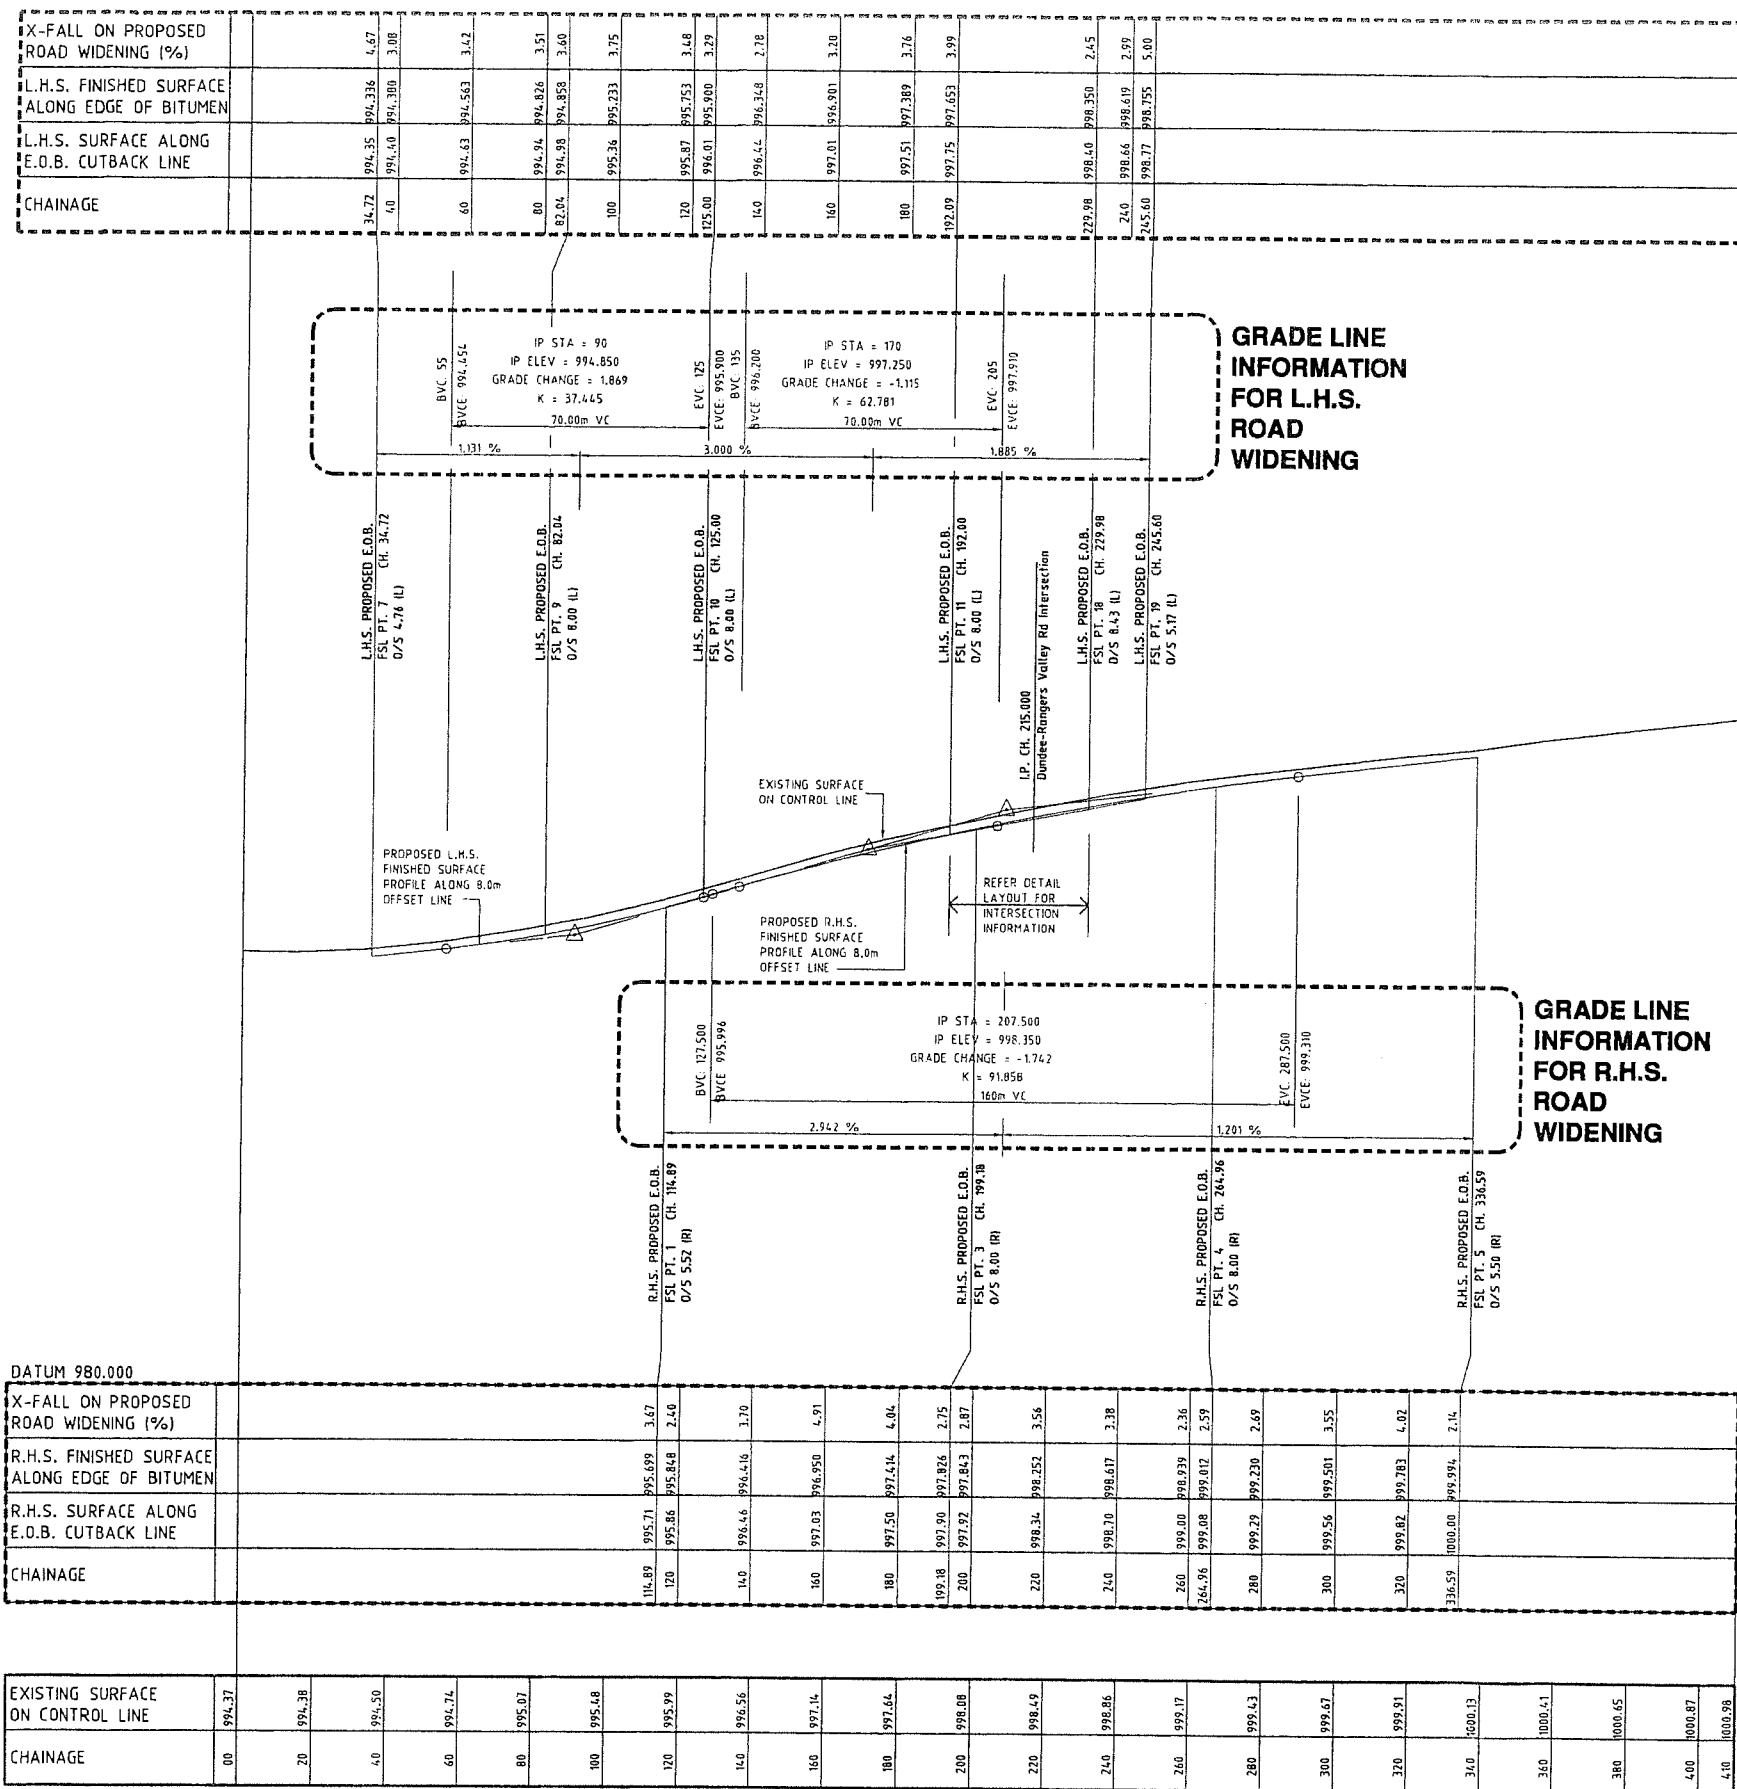 X-FALL ON PROPOSED
ROAD WIDENING (%)
4.67 3.08 3.42 3.51 3.60 3.75 3.48 3.29 2.78 3.20 3.76 3.99 2.45 2.99 5.00
L.H.S. FINISHED SURFACE
ALONG EDGE OF BITUMEN
994.336 994.380 994.563 994.826 994.858 995.233 995.753 995.900 996.348 996.901 997.389 997.653 998.350 998.619 998.755
L.H.S. SURFACE ALONG
E.O.B. CUTBACK LINE
994.35 994.40 994.63 994.94 994.98 995.36 995.87 996.01 996.44 997.01 997.51 997.75 998.40 998.66 998.77
CHAINAGE
34.72 40 60 80 82.04 100 120 125.00 140 160 180 192.09 229.98 240 245.60
BVC: 55
BVCE: 994.454
IP STA = 90
IP ELEV = 994.850
GRADE CHANGE = 1.869
K = 37.445
70.00m VC
EVC: 125
EVCE: 995.900
BVC: 135
BVCE: 996.200
IP STA = 170
IP ELEV = 997.250
GRADE CHANGE = -1.115
K = 62.781
70.00m VC
EVC: 205
EVCE: 997.910
1.131 %
3.000 %
1.885 %
GRADE LINE
INFORMATION
FOR L.H.S.
ROAD
WIDENING
L.H.S. PROPOSED E.O.B.
FSL PT. 7 CH. 34.72
O/S 4.76 (L)
L.H.S. PROPOSED E.O.B.
FSL PT. 9 CH. 82.04
O/S 8.00 (L)
L.H.S. PROPOSED E.O.B.
FSL PT. 10 CH. 125.00
O/S 8.00 (L)
L.H.S. PROPOSED E.O.B.
FSL PT. 11 CH. 192.00
O/S 8.00 (L)
I.P. CH. 215.000
Dundee-Rangers Valley Rd Intersection
L.H.S. PROPOSED E.O.B.
FSL PT. 18 CH. 229.98
O/S 8.43 (L)
L.H.S. PROPOSED E.O.B.
FSL PT. 19 CH. 245.60
O/S 5.17 (L)
EXISTING SURFACE
ON CONTROL LINE
PROPOSED L.H.S.
FINISHED SURFACE
PROFILE ALONG 8.0m
OFFSET LINE
REFER DETAIL
LAYOUT FOR
INTERSECTION
INFORMATION
PROPOSED R.H.S.
FINISHED SURFACE
PROFILE ALONG 8.0m
OFFSET LINE
BVC: 127.500
BVCE 995.996
IP STA = 207.500
IP ELEV = 998.350
GRADE CHANGE = -1.742
K = 91.858
160m VC
EVC: 287.500
EVCE: 999.310
2.942 %
1.201 %
GRADE LINE
INFORMATION
FOR R.H.S.
ROAD
WIDENING
R.H.S. PROPOSED E.O.B.
FSL PT. 1 CH. 114.89
O/S 5.52 (R)
R.H.S. PROPOSED E.O.B.
FSL PT. 3 CH. 199.18
O/S 8.00 (R)
R.H.S. PROPOSED E.O.B.
FSL PT. 4 CH. 264.96
O/S 8.00 (R)
R.H.S. PROPOSED E.O.B.
FSL PT. 5 CH. 336.59
O/S 5.50 (R)
DATUM 980.000
X-FALL ON PROPOSED
ROAD WIDENING (%)
3.67 2.40 3.70 4.91 4.04 2.75 2.87 3.56 3.38 2.36 2.59 2.69 3.55 4.02 2.14
R.H.S. FINISHED SURFACE
ALONG EDGE OF BITUMEN
995.699 995.848 996.416 996.950 997.414 997.826 997.843 998.252 998.617 998.939 999.012 999.230 999.501 999.783 999.994
R.H.S. SURFACE ALONG
E.O.B. CUTBACK LINE
995.71 995.86 996.46 997.03 997.50 997.90 997.92 998.34 998.70 999.00 999.08 999.29 999.56 999.82 1000.00
CHAINAGE
114.89 120 140 160 180 199.18 200 220 240 260 264.96 280 300 320 336.59
EXISTING SURFACE
ON CONTROL LINE
994.37 994.38 994.50 994.74 995.07 995.48 995.99 996.56 997.14 997.64 998.08 998.49 998.86 999.17 999.43 999.67 999.91 1000.13 1000.41 1000.65 1000.87 1000.98
CHAINAGE
00 20 40 60 80 100 120 140 160 180 200 220 240 260 280 300 320 340 360 380 400 410